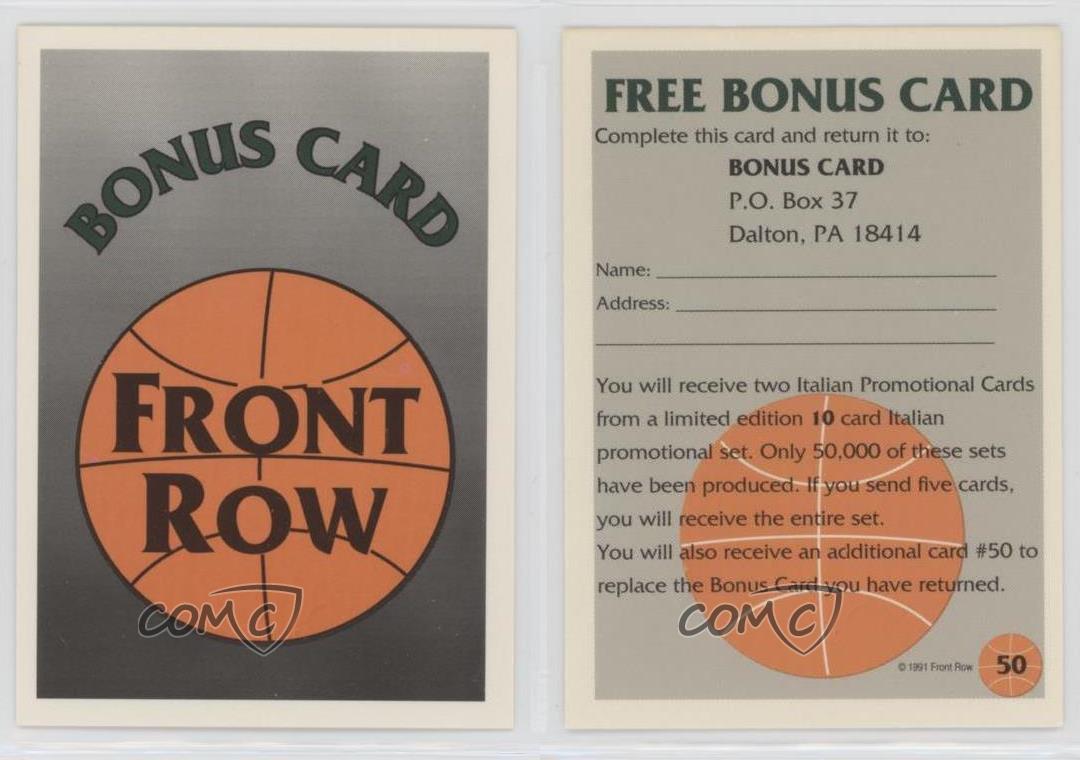 BONUS CARD
FRONT
ROW
COMC
FREE BONUS CARD
Complete this card and return it to:
BONUS CARD
P.O. Box 37
Dalton, PA 18414
Name:
Address:
You will receive two Italian Promotional Cards
from a limited edition 10 card Italian
promotional set. Only 50,000 of these sets
have been produced. If you send five cards,
you will receive the entire set.
You will also receive an additional card #50 to
replace the Bonus Card you have returned.
COMC
© 1991 Front Row
50